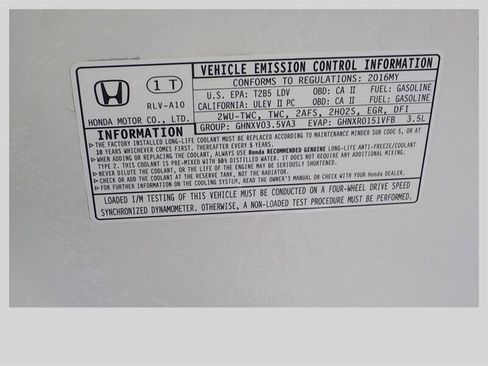 VEHICLE EMISSION CONTROL INFORMATION
CONFORMS TO REGULATIONS: 2016MY
U.S. EPA: T2B5 LDV OBD: CA II FUEL: GASOLINE
CALIFORNIA: ULEV II PC OBD: CA II FUEL: GASOLINE
2WU-TWC, TWC, 2AFS, 2HO2S, EGR, DFI
GROUP: GHNXV03.5VA3 EVAP: GHNXR0151VFB 3.5L
1 T
RLV-A10
HONDA MOTOR CO., LTD.
INFORMATION
▶ THE FACTORY INSTALLED LONG-LIFE COOLANT MUST BE REPLACED ACCORDING TO MAINTENANCE MINDER SUB CODE 5, OR AT
10 YEARS WHICHEVER COMES FIRST. THEREAFTER EVERY 5 YEARS.
▶ WHEN ADDING OR REPLACING COOLANT, ALWAYS USE Honda RECOMMENDED GENUINE LONG-LIFE ANTI-FREEZE/COOLANT
TYPE 2. THIS COOLANT IS PRE-MIXED WITH 50% DISTILLED WATER. IT DOES NOT REQUIRE ANY ADDITIONAL MIXING.
▶ NEVER DILUTE THE COOLANT, OR THE LIFE OF THE ENGINE MAY BE SERIOUSLY SHORTENED.
▶ CHECK OR ADD COOLANT AT THE RESERVE TANK, NOT THE RADIATOR.
▶ FOR FURTHER INFORMATION ON THE COOLING SYSTEM, READ THE OWNER'S MANUAL OR CHECK WITH YOUR Honda DEALER.
LOADED I/M TESTING OF THIS VEHICLE MUST BE CONDUCTED ON A FOUR-WHEEL DRIVE SPEED
SYNCHRONIZED DYNAMOMETER. OTHERWISE, A NON-LOADED TEST PROCEDURE MUST BE PERFORMED.